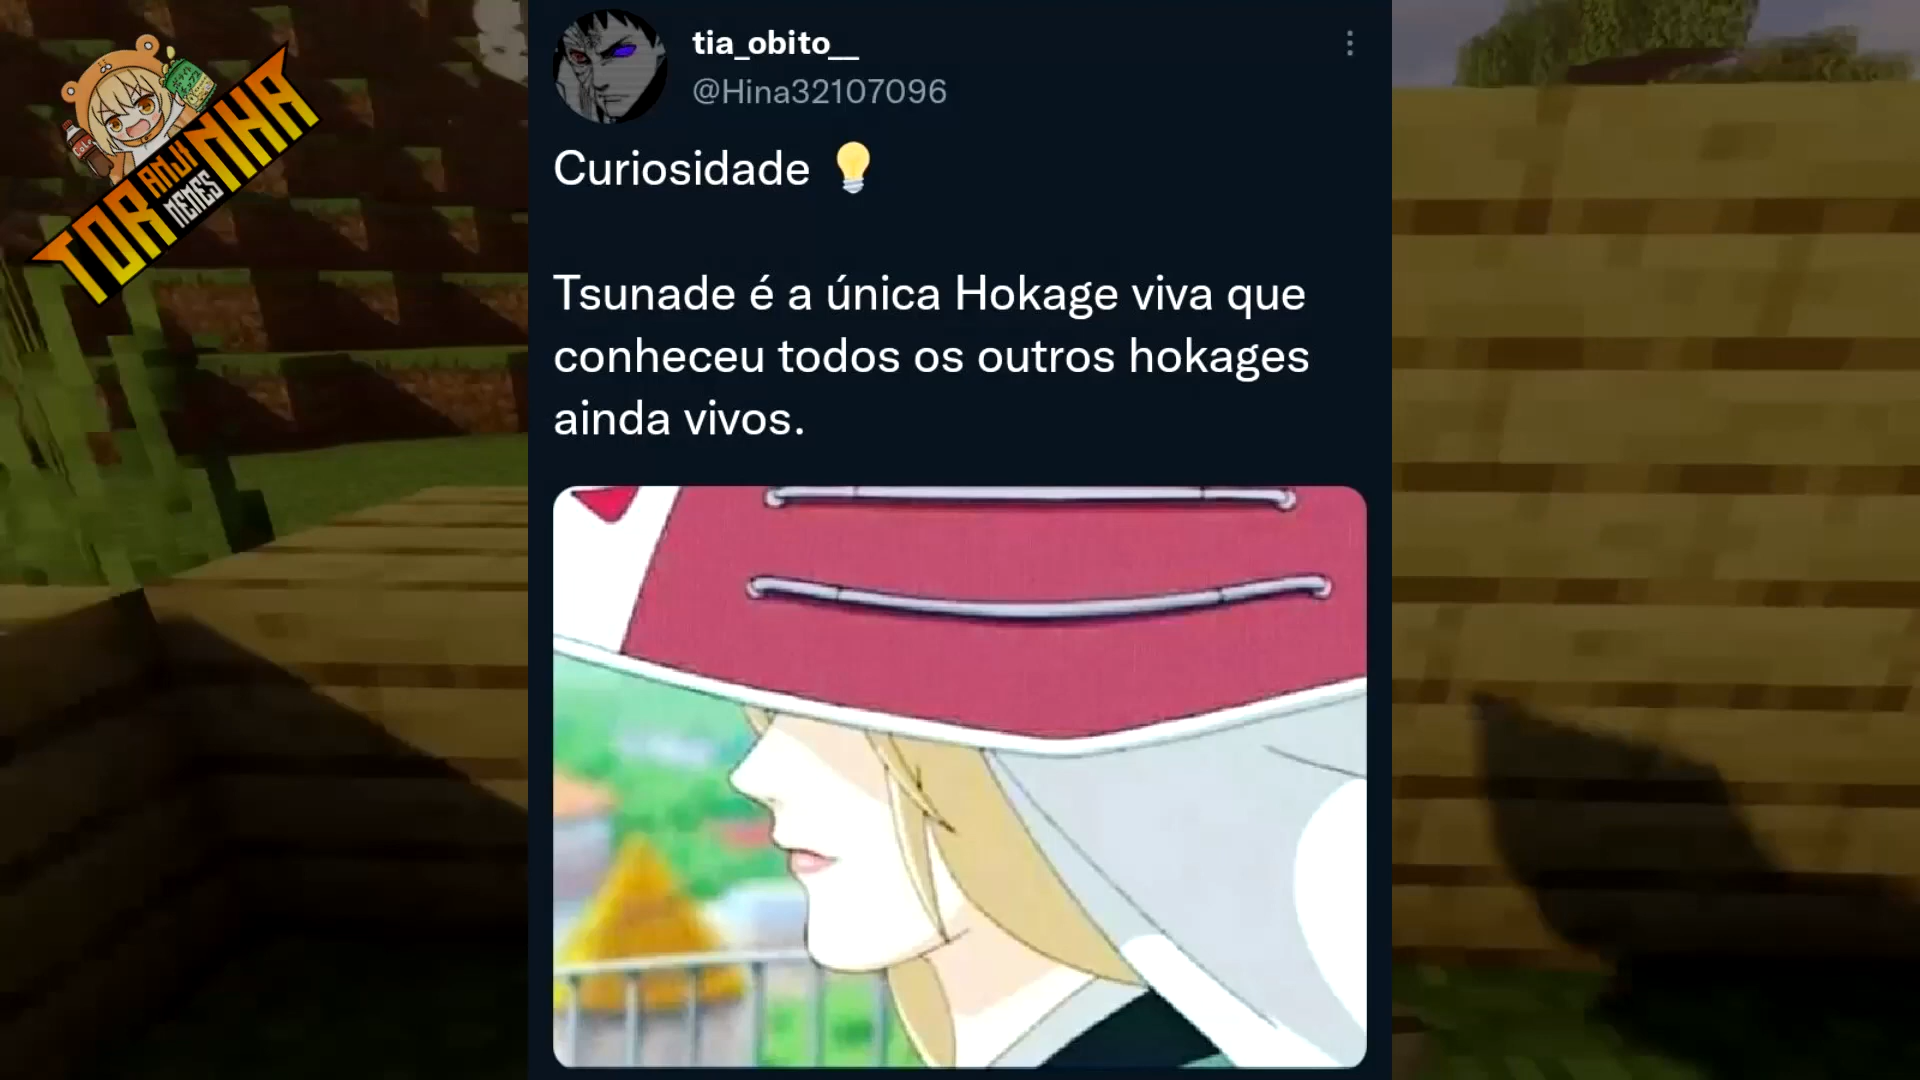 TORANJINHA
MEMES
tia_obito__
@Hina32107096
Curiosidade 💡
Tsunade é a única Hokage viva que
conheceu todos os outros hokages
ainda vivos.